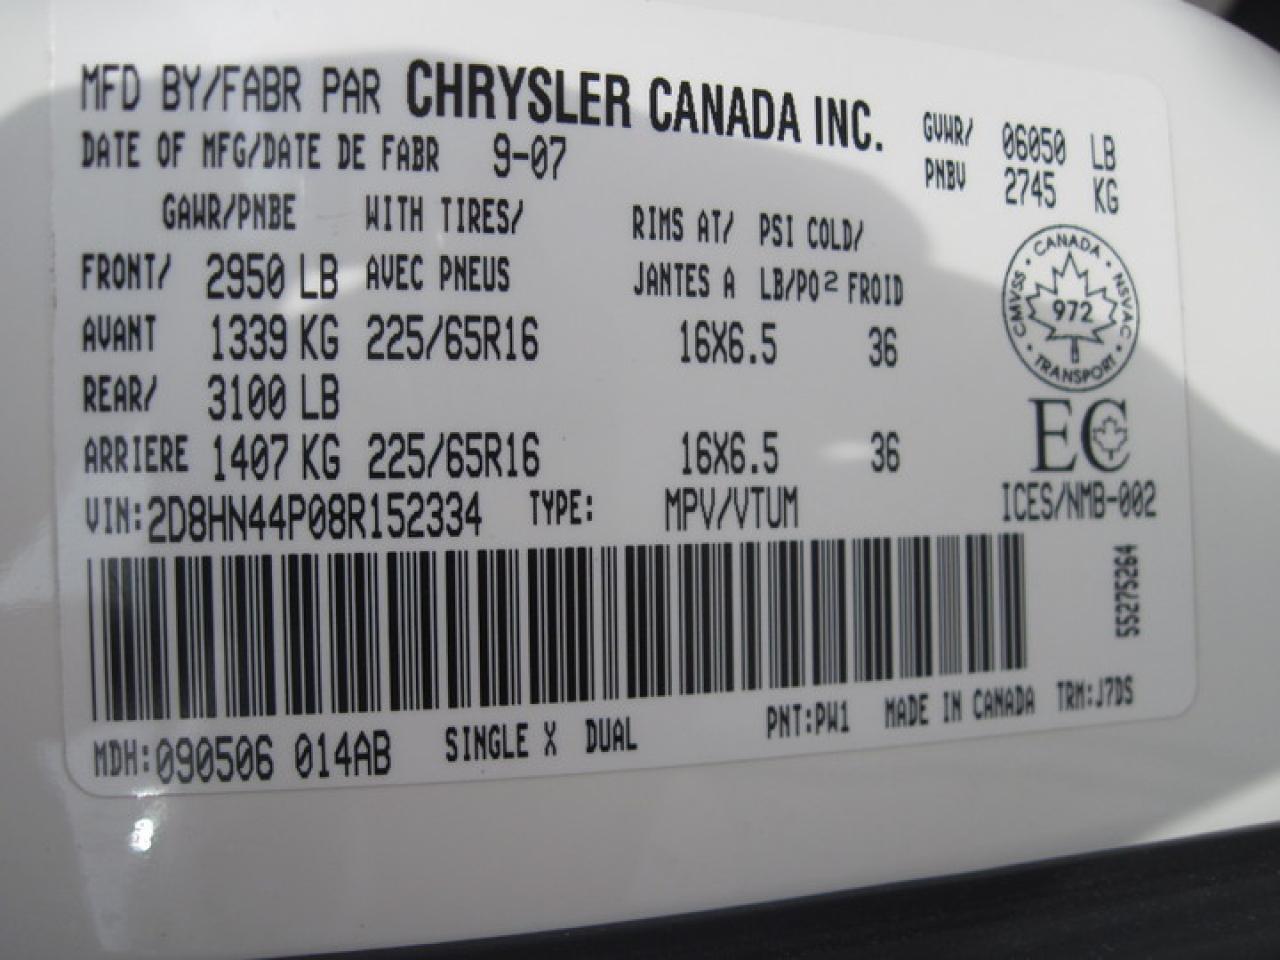 MFD BY/FABR PAR CHRYSLER CANADA INC.
DATE OF MFG/DATE DE FABR 9-07
GVWR/ 06050 LB
PNBV 2745 KG
GAWR/PNBE WITH TIRES/ RIMS AT/ PSI COLD/
FRONT/ 2950 LB AVEC PNEUS JANTES A LB/PO² FROID
AVANT 1339 KG 225/65R16 16X6.5 36
REAR/ 3100 LB
ARRIERE 1407 KG 225/65R16 16X6.5 36
CANADA • NSVAC • TRANSPORT • CMVSS •
972
EC
VIN: 2D8HN44P08R152334 TYPE: MPV/VTUM ICES/NMB-002
55275264
MDH: 090506 014AB SINGLE X DUAL PNT:PW1 MADE IN CANADA TRM:J7DS